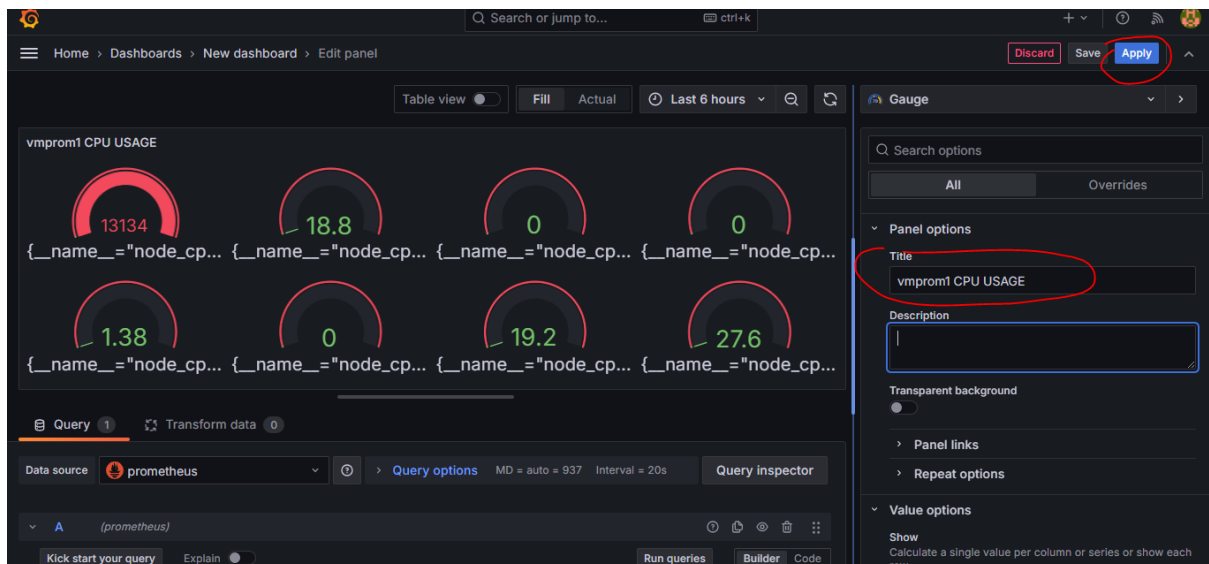 Search or jump to... ctrl+k
Home > Dashboards > New dashboard > Edit panel Discard Save Apply
Table view Fill Actual Last 6 hours
vmprom1 CPU USAGE
13134 18.8 0 0
{__name__="node_cp... {__name__="node_cp... {__name__="node_cp... {__name__="node_cp...
1.38 0 19.2 27.6
{__name__="node_cp... {__name__="node_cp... {__name__="node_cp... {__name__="node_cp...
Query 1 Transform data 0
Data source prometheus Query options MD = auto = 937 Interval = 20s Query inspector
A (prometheus)
Kick start your query Explain Run queries Builder Code
Gauge
Search options
All Overrides
Panel options
Title
vmprom1 CPU USAGE
Description
Transparent background
Panel links
Repeat options
Value options
Show
Calculate a single value per column or series or show each